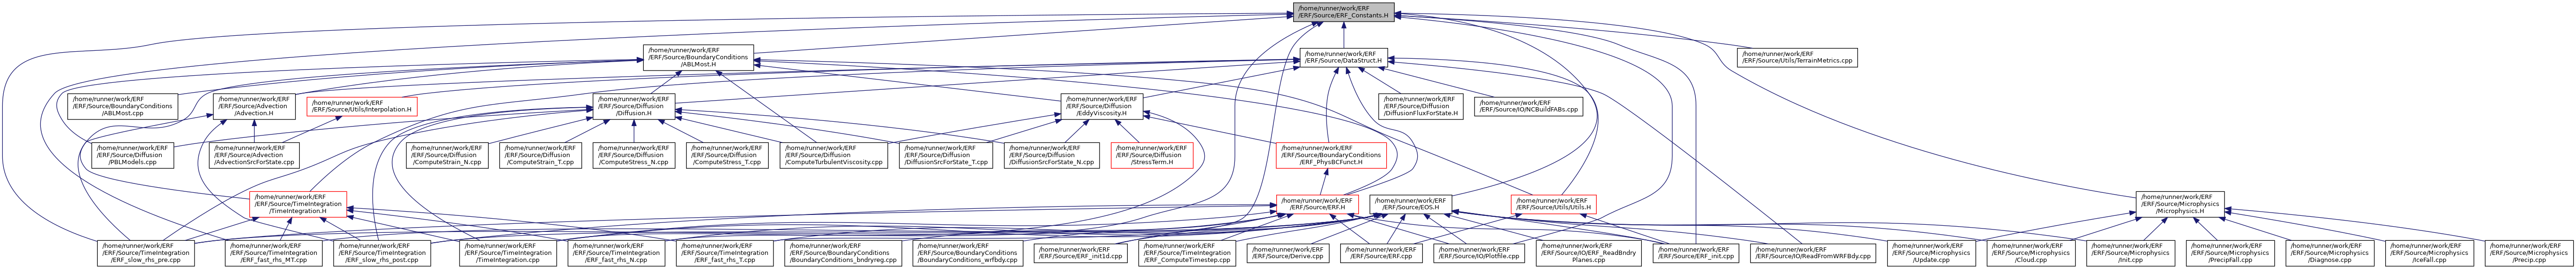 /home/runner/work/ERF
/ERF/Source/ERF_Constants.H
/home/runner/work/ERF
/ERF/Source/BoundaryConditions
/ABLMost.H
/home/runner/work/ERF
/ERF/Source/DataStruct.H
/home/runner/work/ERF
/ERF/Source/Utils/TerrainMetrics.cpp
/home/runner/work/ERF
/ERF/Source/BoundaryConditions
/ABLMost.cpp
/home/runner/work/ERF
/ERF/Source/Advection
/Advection.H
/home/runner/work/ERF
/ERF/Source/Utils/Interpolation.H
/home/runner/work/ERF
/ERF/Source/Diffusion
/Diffusion.H
/home/runner/work/ERF
/ERF/Source/Diffusion
/EddyViscosity.H
/home/runner/work/ERF
/ERF/Source/Diffusion
/DiffusionFluxForState.H
/home/runner/work/ERF
/ERF/Source/IO/NCBuildFABs.cpp
/home/runner/work/ERF
/ERF/Source/Diffusion
/PBLModels.cpp
/home/runner/work/ERF
/ERF/Source/Advection
/AdvectionSrcForState.cpp
/home/runner/work/ERF
/ERF/Source/Diffusion
/ComputeStrain_N.cpp
/home/runner/work/ERF
/ERF/Source/Diffusion
/ComputeStrain_T.cpp
/home/runner/work/ERF
/ERF/Source/Diffusion
/ComputeStress_N.cpp
/home/runner/work/ERF
/ERF/Source/Diffusion
/ComputeStress_T.cpp
/home/runner/work/ERF
/ERF/Source/Diffusion
/ComputeTurbulentViscosity.cpp
/home/runner/work/ERF
/ERF/Source/Diffusion
/DiffusionSrcForState_T.cpp
/home/runner/work/ERF
/ERF/Source/Diffusion
/DiffusionSrcForState_N.cpp
/home/runner/work/ERF
/ERF/Source/Diffusion
/StressTerm.H
/home/runner/work/ERF
/ERF/Source/BoundaryConditions
/ERF_PhysBCFunct.H
/home/runner/work/ERF
/ERF/Source/TimeIntegration
/TimeIntegration.H
/home/runner/work/ERF
/ERF/Source/ERF.H
/home/runner/work/ERF
/ERF/Source/EOS.H
/home/runner/work/ERF
/ERF/Source/Utils/Utils.H
/home/runner/work/ERF
/ERF/Source/Microphysics
/Microphysics.H
/home/runner/work/ERF
/ERF/Source/TimeIntegration
/ERF_slow_rhs_pre.cpp
/home/runner/work/ERF
/ERF/Source/TimeIntegration
/ERF_fast_rhs_MT.cpp
/home/runner/work/ERF
/ERF/Source/TimeIntegration
/ERF_slow_rhs_post.cpp
/home/runner/work/ERF
/ERF/Source/TimeIntegration
/TimeIntegration.cpp
/home/runner/work/ERF
/ERF/Source/TimeIntegration
/ERF_fast_rhs_N.cpp
/home/runner/work/ERF
/ERF/Source/TimeIntegration
/ERF_fast_rhs_T.cpp
/home/runner/work/ERF
/ERF/Source/BoundaryConditions
/BoundaryConditions_bndryreg.cpp
/home/runner/work/ERF
/ERF/Source/BoundaryConditions
/BoundaryConditions_wrfbdy.cpp
/home/runner/work/ERF
/ERF/Source/ERF_init1d.cpp
/home/runner/work/ERF
/ERF/Source/TimeIntegration
/ERF_ComputeTimestep.cpp
/home/runner/work/ERF
/ERF/Source/Derive.cpp
/home/runner/work/ERF
/ERF/Source/ERF.cpp
/home/runner/work/ERF
/ERF/Source/IO/Plotfile.cpp
/home/runner/work/ERF
/ERF/Source/IO/ERF_ReadBndry
Planes.cpp
/home/runner/work/ERF
/ERF/Source/ERF_init.cpp
/home/runner/work/ERF
/ERF/Source/IO/ReadFromWRFBdy.cpp
/home/runner/work/ERF
/ERF/Source/Microphysics
/Update.cpp
/home/runner/work/ERF
/ERF/Source/Microphysics
/Cloud.cpp
/home/runner/work/ERF
/ERF/Source/Microphysics
/Init.cpp
/home/runner/work/ERF
/ERF/Source/Microphysics
/PrecipFall.cpp
/home/runner/work/ERF
/ERF/Source/Microphysics
/Diagnose.cpp
/home/runner/work/ERF
/ERF/Source/Microphysics
/IceFall.cpp
/home/runner/work/ERF
/ERF/Source/Microphysics
/Precip.cpp